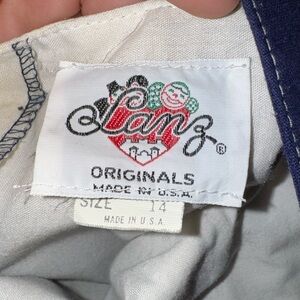 Lanz®
ORIGINALS
MADE IN U.S.A.
SIZE 14
MADE IN U.S.A